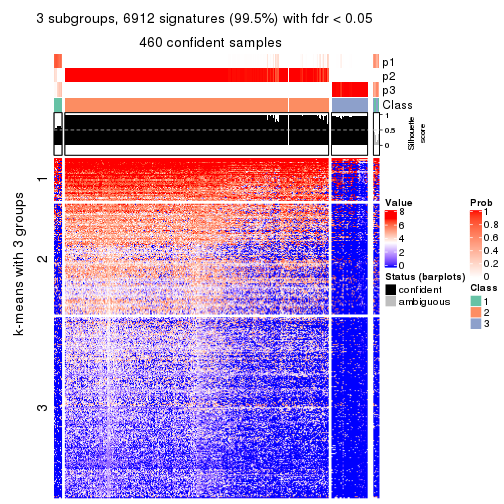 3 subgroups, 6912 signatures (99.5%) with fdr < 0.05
460 confident samples
p1
p2
p3
Class
1
0.5
0
Silhouette
score
k-means with 3 groups
1
2
3
Value
8
6
4
2
0
Status (barplots)
confident
ambiguous
Prob
1
0.8
0.6
0.4
0.2
0
Class
1
2
3